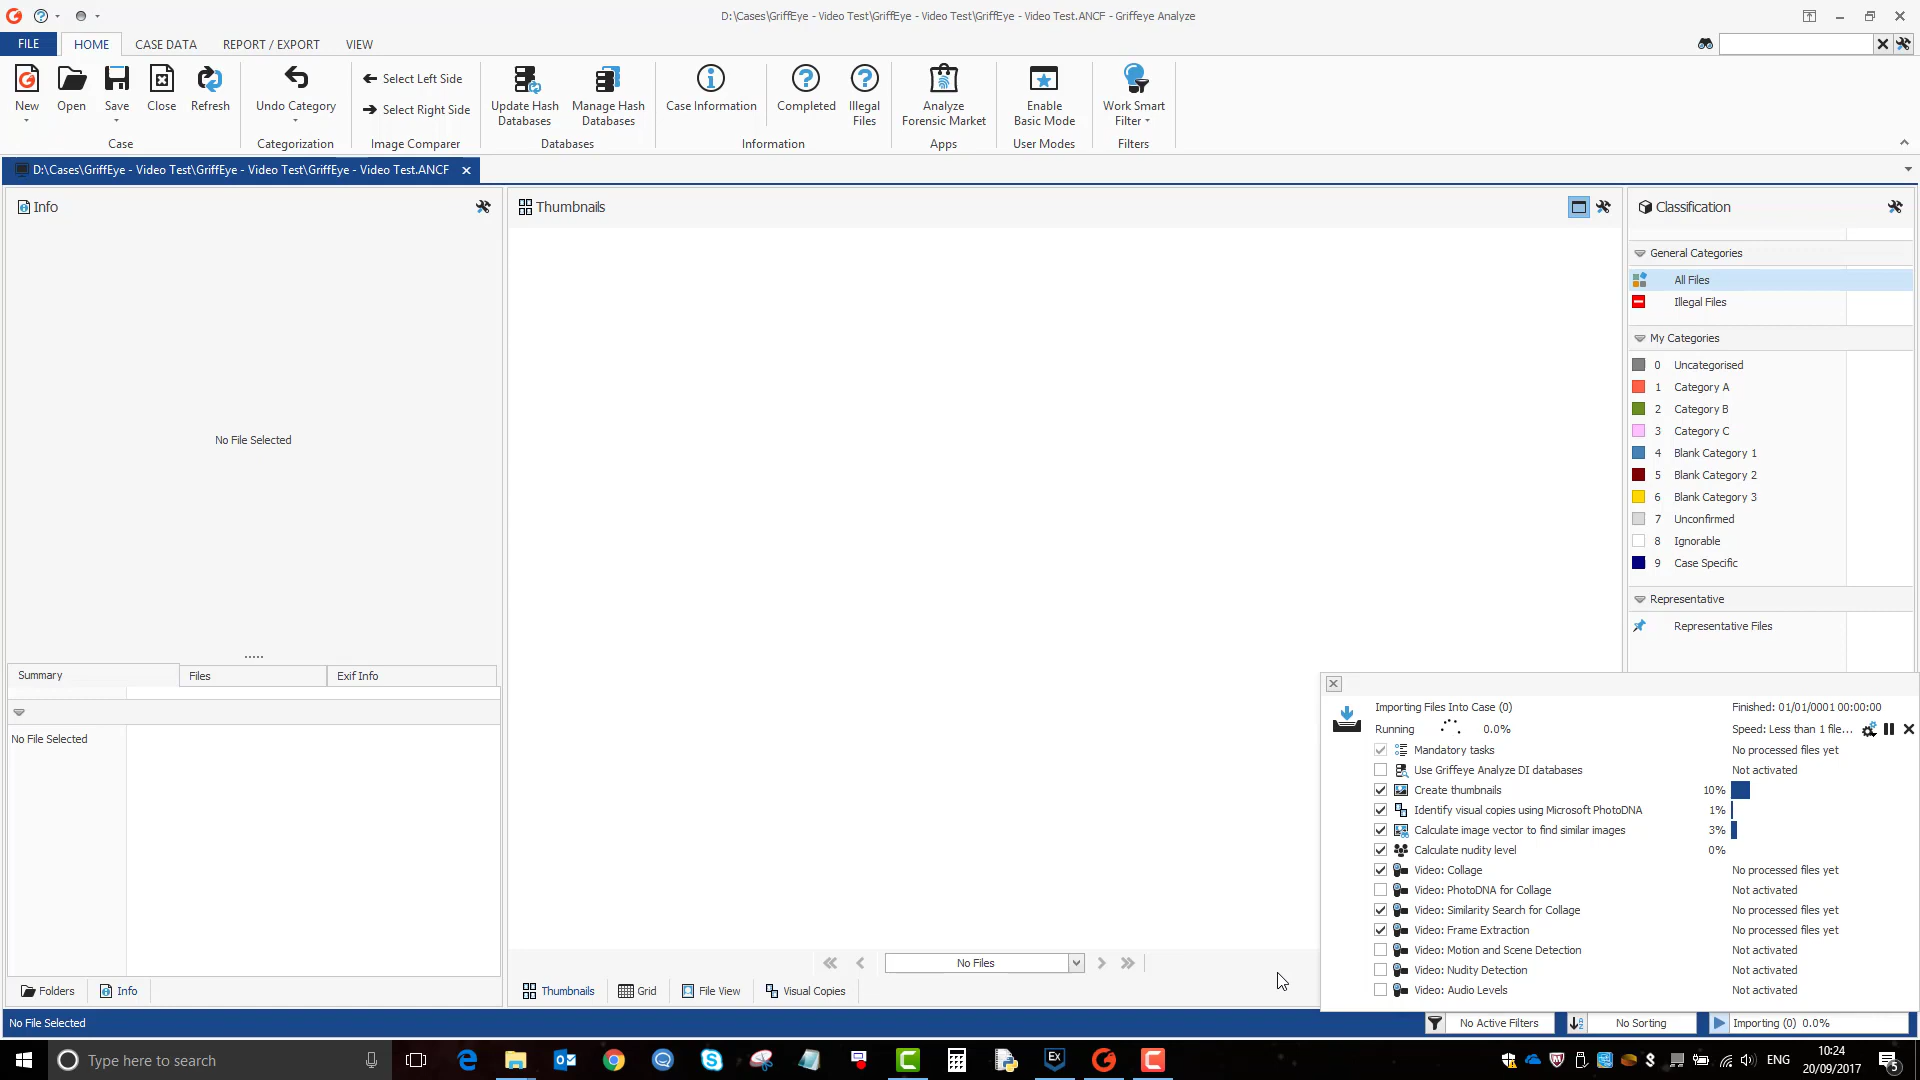 D:\Cases\GriffEye - Video Test\GriffEye - Video Test\GriffEye - Video Test.ANCF - Griffeye Analyze
FILE
HOME
CASE DATA
REPORT / EXPORT
VIEW
New
Open
Save
Close
Refresh
Case
Undo Category
Categorization
Select Left Side
Select Right Side
Image Comparer
Update Hash
Databases
Manage Hash
Databases
Databases
Case Information
Completed
Illegal
Files
Information
Analyze
Forensic Market
Apps
Enable
Basic Mode
User Modes
Work Smart
Filter
Filters
D:\Cases\GriffEye - Video Test\GriffEye - Video Test\GriffEye - Video Test.ANCF
Info
No File Selected
Summary
Files
Exif Info
No File Selected
Folders
Info
Thumbnails
No Files
Thumbnails
Grid
File View
Visual Copies
Classification
General Categories
All Files
Illegal Files
My Categories
0 Uncategorised
1 Category A
2 Category B
3 Category C
4 Blank Category 1
5 Blank Category 2
6 Blank Category 3
7 Unconfirmed
8 Ignorable
9 Case Specific
Representative
Representative Files
Importing Files Into Case (0) Finished: 01/01/0001 00:00:00
Running 0.0% Speed: Less than 1 file...
Mandatory tasks No processed files yet
Use Griffeye Analyze DI databases Not activated
Create thumbnails 10%
Identify visual copies using Microsoft PhotoDNA 1%
Calculate image vector to find similar images 3%
Calculate nudity level 0%
Video: Collage No processed files yet
Video: PhotoDNA for Collage Not activated
Video: Similarity Search for Collage No processed files yet
Video: Frame Extraction No processed files yet
Video: Motion and Scene Detection Not activated
Video: Nudity Detection Not activated
Video: Audio Levels Not activated
No File Selected
No Active Filters
No Sorting
Importing (0) 0.0%
Type here to search
Ex
ENG
10:24
20/09/2017
5